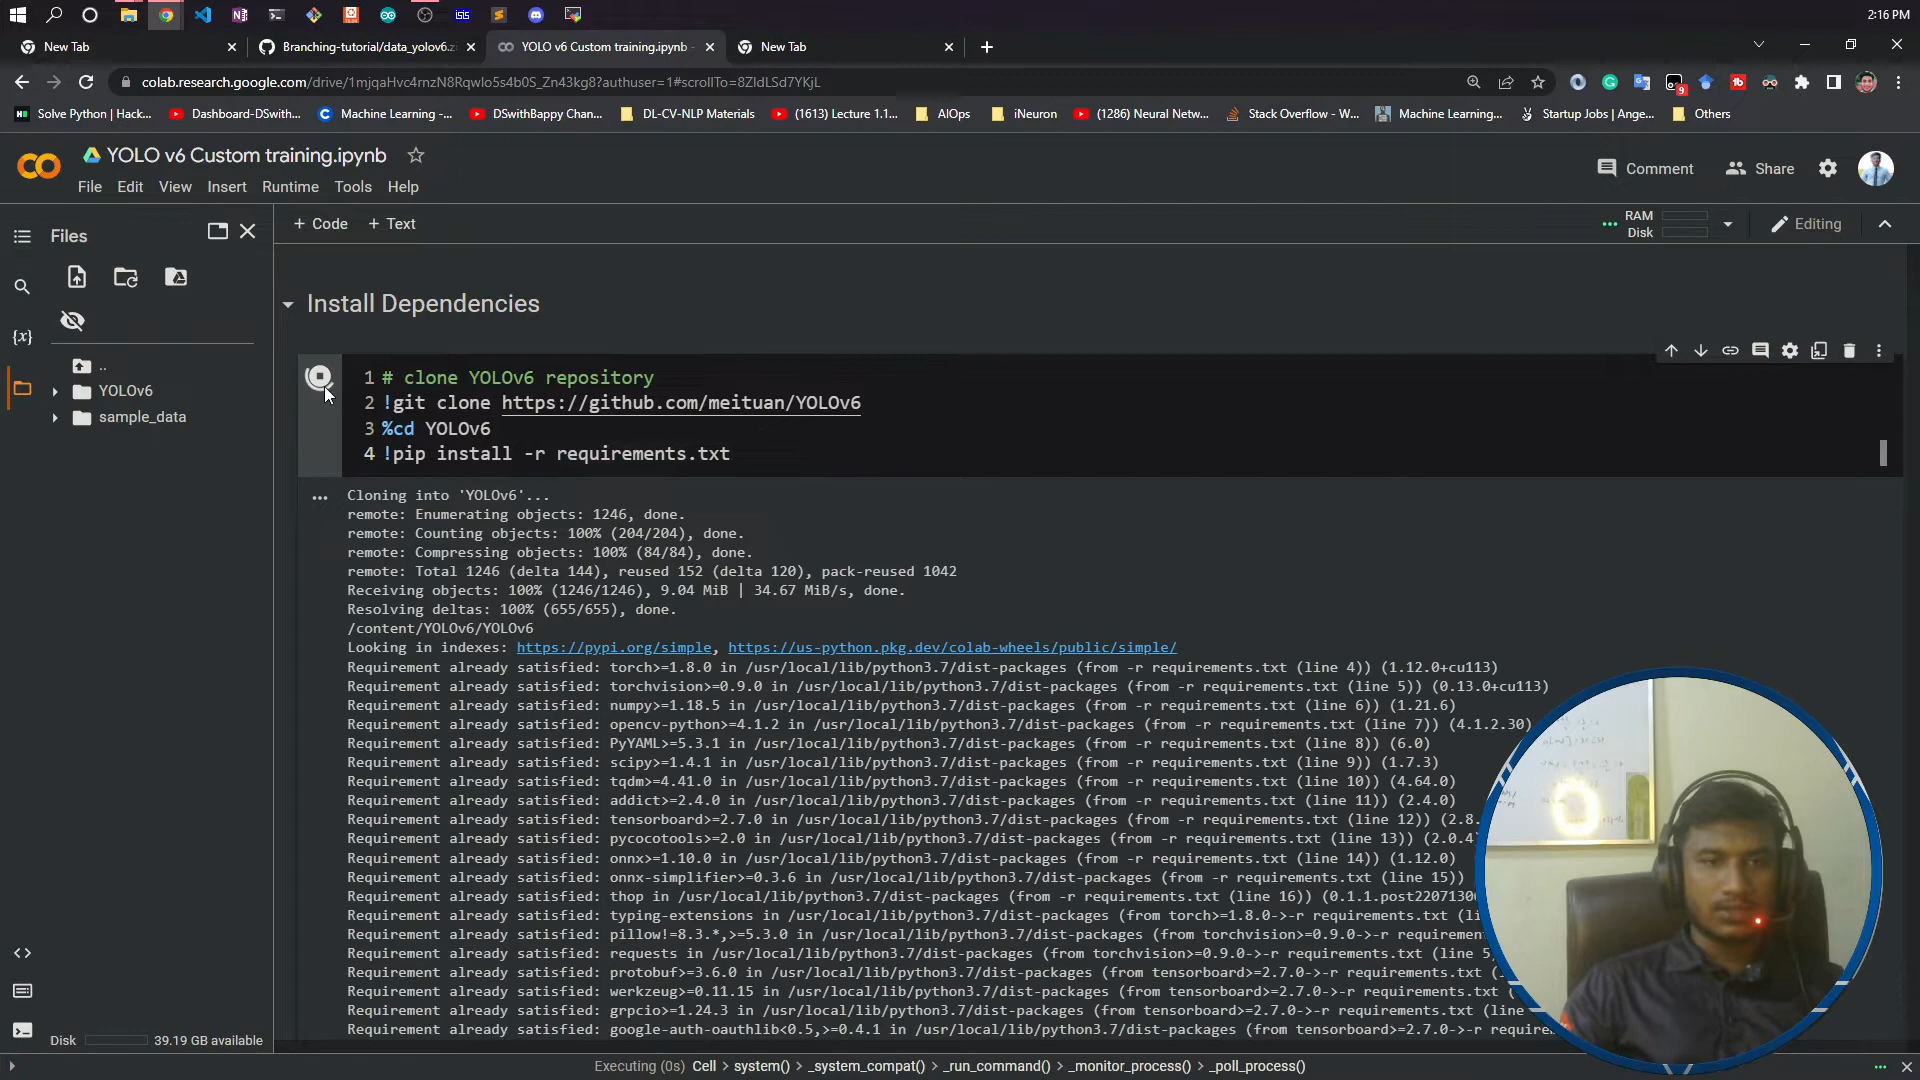 2:16 PM
New Tab
Branching-tutorial/data_yolov6.z
YOLO v6 Custom training.ipynb -
New Tab
colab.research.google.com/drive/1mjqaHvc4rnzN8Rqwlo5s4b0S_Zn43kg8?authuser=1#scrollTo=8ZldLSd7YKjL
9
Solve Python | Hack...
Dashboard-DSwith...
Machine Learning -...
DSwithBappy Chan...
DL-CV-NLP Materials
(1613) Lecture 1.1...
AIOps
iNeuron
(1286) Neural Netw...
Stack Overflow - W...
Machine Learning...
Startup Jobs | Ange...
Others
YOLO v6 Custom training.ipynb
Comment
Share
File Edit View Insert Runtime Tools Help
Files
+ Code + Text
RAM
Disk
Editing
Install Dependencies
..
YOLOv6
sample_data
{x}
1 # clone YOLOv6 repository
2 !git clone https://github.com/meituan/YOLOv6
3 %cd YOLOv6
4 !pip install -r requirements.txt
Cloning into 'YOLOv6'...
remote: Enumerating objects: 1246, done.
remote: Counting objects: 100% (204/204), done.
remote: Compressing objects: 100% (84/84), done.
remote: Total 1246 (delta 144), reused 152 (delta 120), pack-reused 1042
Receiving objects: 100% (1246/1246), 9.04 MiB | 34.67 MiB/s, done.
Resolving deltas: 100% (655/655), done.
/content/YOLOv6/YOLOv6
Looking in indexes: https://pypi.org/simple, https://us-python.pkg.dev/colab-wheels/public/simple/
Requirement already satisfied: torch>=1.8.0 in /usr/local/lib/python3.7/dist-packages (from -r requirements.txt (line 4)) (1.12.0+cu113)
Requirement already satisfied: torchvision>=0.9.0 in /usr/local/lib/python3.7/dist-packages (from -r requirements.txt (line 5)) (0.13.0+cu113)
Requirement already satisfied: numpy>=1.18.5 in /usr/local/lib/python3.7/dist-packages (from -r requirements.txt (line 6)) (1.21.6)
Requirement already satisfied: opencv-python>=4.1.2 in /usr/local/lib/python3.7/dist-packages (from -r requirements.txt (line 7)) (4.1.2.30)
Requirement already satisfied: PyYAML>=5.3.1 in /usr/local/lib/python3.7/dist-packages (from -r requirements.txt (line 8)) (6.0)
Requirement already satisfied: scipy>=1.4.1 in /usr/local/lib/python3.7/dist-packages (from -r requirements.txt (line 9)) (1.7.3)
Requirement already satisfied: tqdm>=4.41.0 in /usr/local/lib/python3.7/dist-packages (from -r requirements.txt (line 10)) (4.64.0)
Requirement already satisfied: addict>=2.4.0 in /usr/local/lib/python3.7/dist-packages (from -r requirements.txt (line 11)) (2.4.0)
Requirement already satisfied: tensorboard>=2.7.0 in /usr/local/lib/python3.7/dist-packages (from -r requirements.txt (line 12)) (2.8.
Requirement already satisfied: pycocotools>=2.0 in /usr/local/lib/python3.7/dist-packages (from -r requirements.txt (line 13)) (2.0.4
Requirement already satisfied: onnx>=1.10.0 in /usr/local/lib/python3.7/dist-packages (from -r requirements.txt (line 14)) (1.12.0)
Requirement already satisfied: onnx-simplifier>=0.3.6 in /usr/local/lib/python3.7/dist-packages (from -r requirements.txt (line 15))
Requirement already satisfied: thop in /usr/local/lib/python3.7/dist-packages (from -r requirements.txt (line 16)) (0.1.1.post2207130
Requirement already satisfied: typing-extensions in /usr/local/lib/python3.7/dist-packages (from torch>=1.8.0->-r requirements.txt (li
Requirement already satisfied: pillow!=8.3.*,>=5.3.0 in /usr/local/lib/python3.7/dist-packages (from torchvision>=0.9.0->-r requirem
Requirement already satisfied: requests in /usr/local/lib/python3.7/dist-packages (from torchvision>=0.9.0->-r requirements.txt (line 5
Requirement already satisfied: protobuf>=3.6.0 in /usr/local/lib/python3.7/dist-packages (from tensorboard>=2.7.0->-r requirements.txt (
Requirement already satisfied: werkzeug>=0.11.15 in /usr/local/lib/python3.7/dist-packages (from tensorboard>=2.7.0->-r requirements.txt (
Requirement already satisfied: grpcio>=1.24.3 in /usr/local/lib/python3.7/dist-packages (from tensorboard>=2.7.0->-r requirements.txt (line
Requirement already satisfied: google-auth-oauthlib<0.5,>=0.4.1 in /usr/local/lib/python3.7/dist-packages (from tensorboard>=2.7.0->-r require
Disk 39.19 GB available
Executing (0s) Cell > system() > _system_compat() > _run_command() > _monitor_process() > _poll_process()